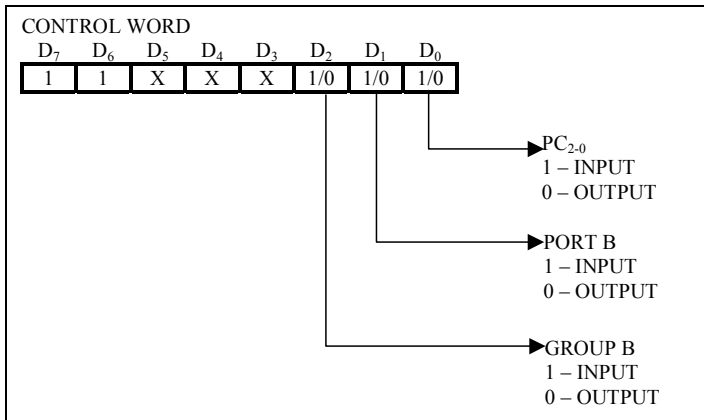 CONTROL WORD
D₇ D₆ D₅ D₄ D₃ D₂ D₁ D₀
1 1 X X X 1/0 1/0 1/0
PC₂₋₀
1 – INPUT
0 – OUTPUT
PORT B
1 – INPUT
0 – OUTPUT
GROUP B
1 – INPUT
0 – OUTPUT